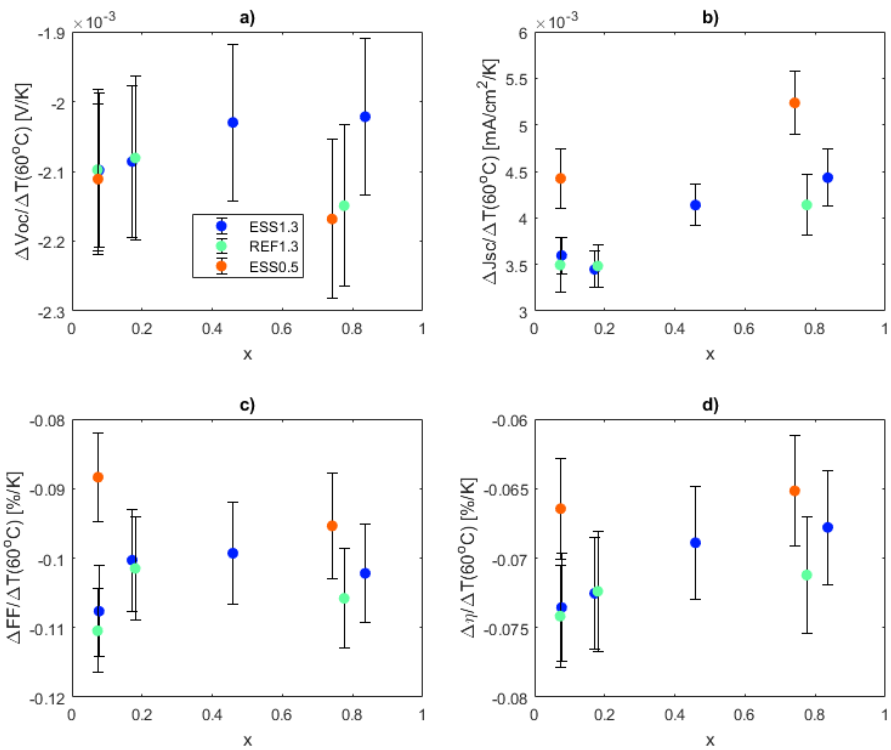 a)
×10⁻³
-1.9
-2
-2.1
-2.2
-2.3
0 0.2 0.4 0.6 0.8 1
x
ΔVoc/ΔT(60°C) [V/K]
ESS1.3
REF1.3
ESS0.5
b)
×10⁻³
6
5.5
5
4.5
4
3.5
3
0 0.2 0.4 0.6 0.8 1
x
ΔJsc/ΔT(60°C) [mA/cm²/K]
c)
-0.08
-0.09
-0.1
-0.11
-0.12
0 0.2 0.4 0.6 0.8 1
x
ΔFF/ΔT(60°C) [%/K]
d)
-0.06
-0.065
-0.07
-0.075
-0.08
0 0.2 0.4 0.6 0.8 1
x
Δη/ΔT(60°C) [%/K]